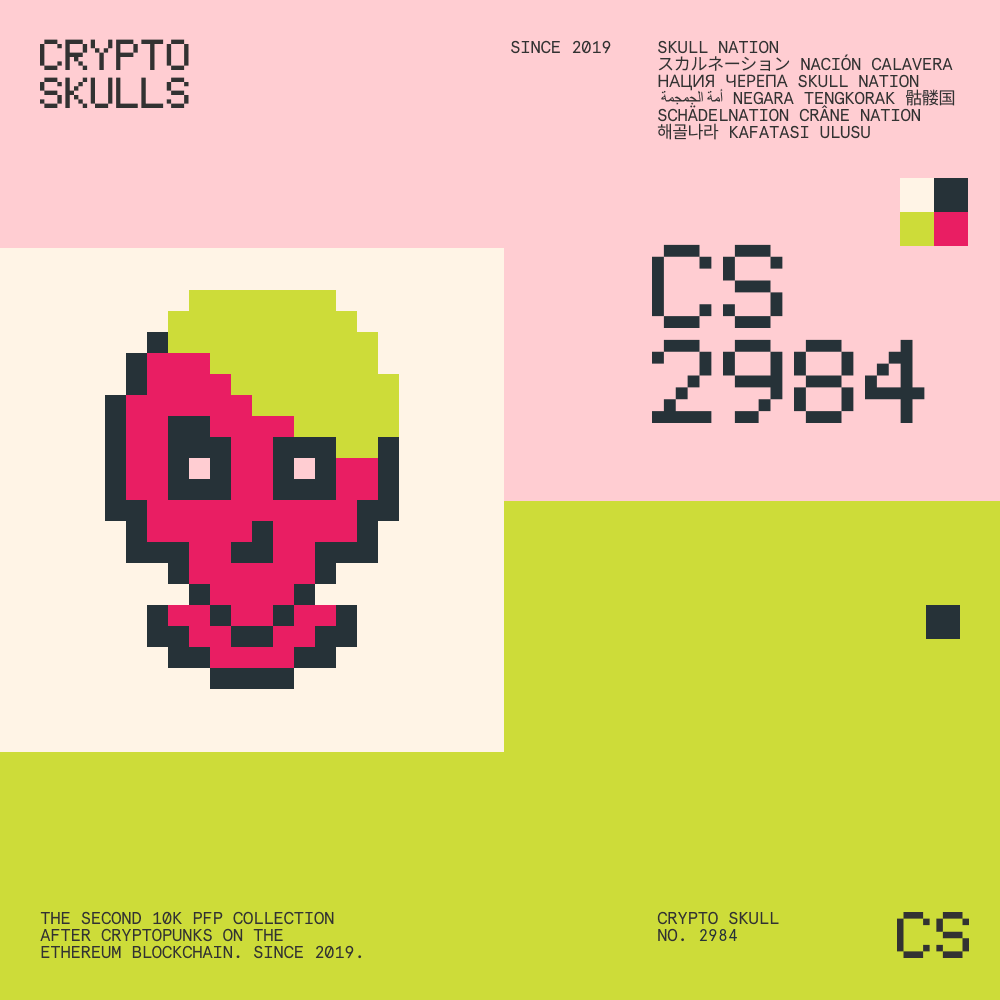 CRYPTO
SKULLS
SINCE 2019
SKULL NATION
スカルネーション NACIÓN CALAVERA
НАЦИЯ ЧЕРЕПА SKULL NATION
أمة الجمجمة NEGARA TENGKORAK 骷髅国
SCHÄDELNATION CRÂNE NATION
해골나라 KAFATASI ULUSU
CS
2984
THE SECOND 10K PFP COLLECTION
AFTER CRYPTOPUNKS ON THE
ETHEREUM BLOCKCHAIN. SINCE 2019.
CRYPTO SKULL
NO. 2984
CS